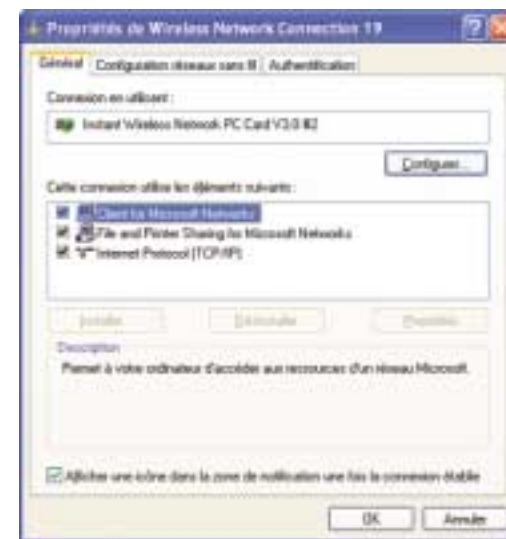 Propriétés de Wireless Network Connection 19
Général
Configuration réseau sans fil
Authentification
Connexion en utilisant :
Instant Wireless Network PC Card V3.0 #2
Configurer...
Cette connexion utilise les éléments suivants :
Client for Microsoft Networks
File and Printer Sharing for Microsoft Networks
Internet Protocol (TCP/IP)
Installer
Désinstaller
Propriétés
Description
Permet à votre ordinateur d'accéder aux ressources d'un réseau Microsoft.
Afficher une icône dans la zone de notification une fois la connexion établie
OK
Annuler